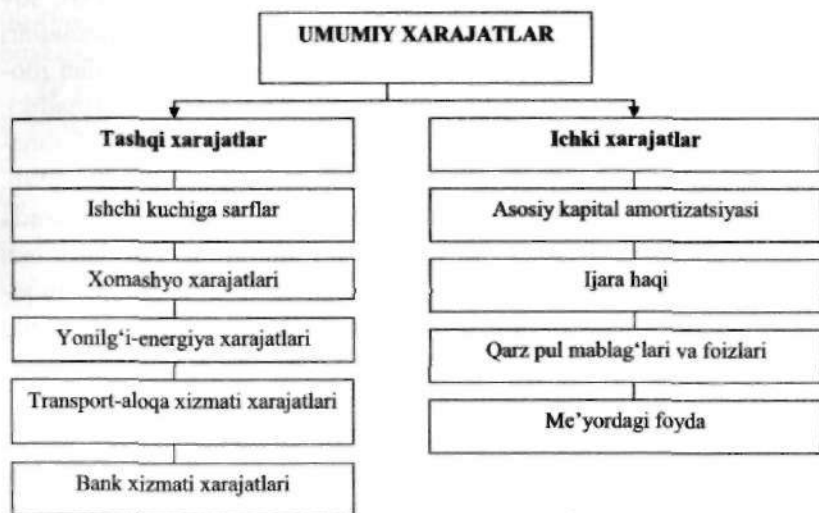 UMUMIY XARAJATLAR
Tashqi xarajatlar
Ishchi kuchiga sarflar
Xomashyo xarajatlari
Yonilg‘i-energiya xarajatlari
Transport-aloqa xizmati xarajatlari
Bank xizmati xarajatlari
Ichki xarajatlar
Asosiy kapital amortizatsiyasi
Ijara haqi
Qarz pul mablag‘lari va foizlari
Me’yordagi foyda